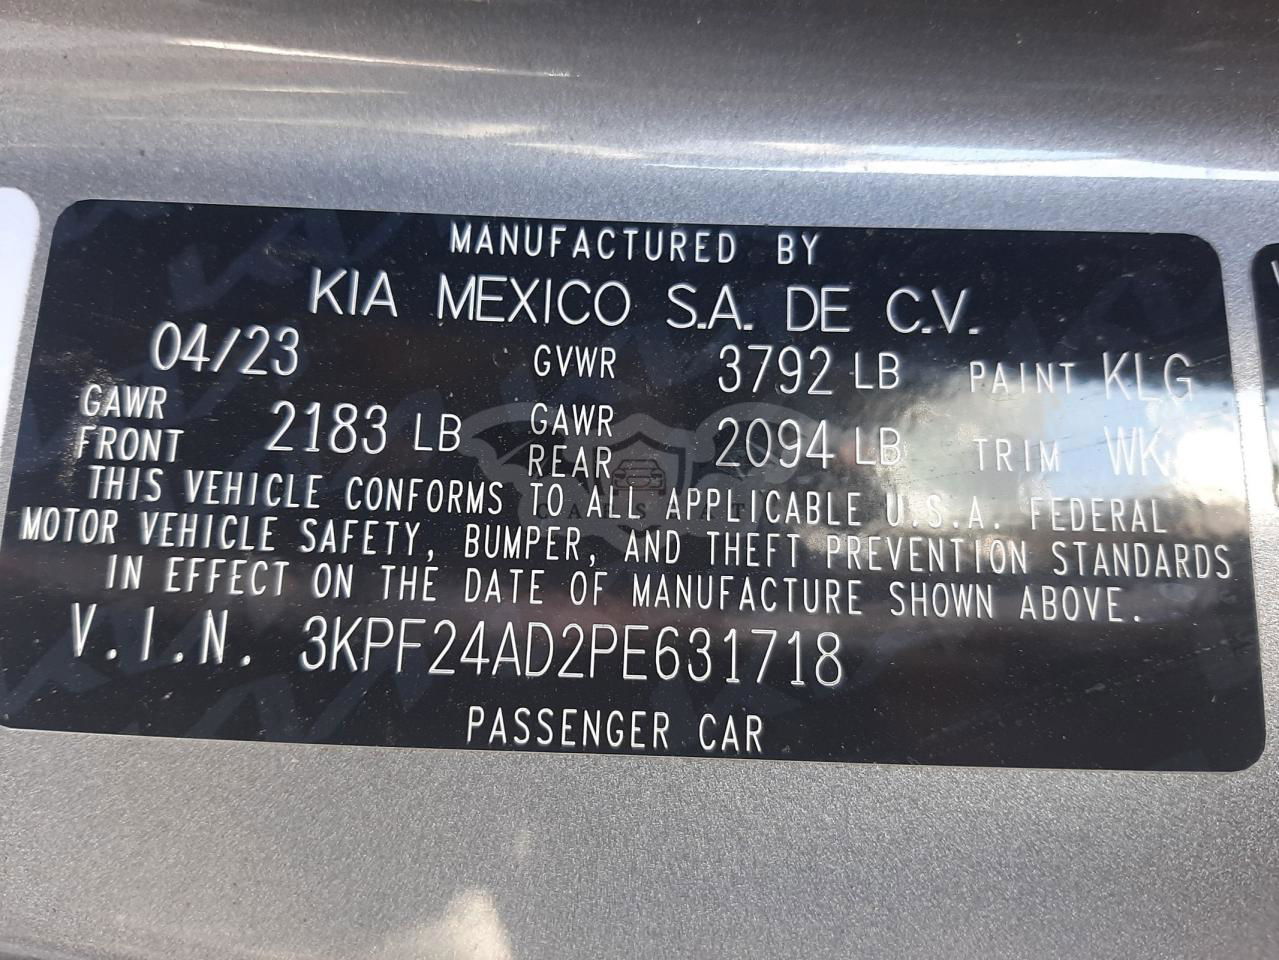 MANUFACTURED BY
KIA MEXICO S.A. DE C.V.
04/23 GVWR 3792 LB PAINT KLG
GAWR FRONT 2183 LB GAWR REAR 2094 LB TRIM WK
THIS VEHICLE CONFORMS TO ALL APPLICABLE U.S.A. FEDERAL
MOTOR VEHICLE SAFETY, BUMPER, AND THEFT PREVENTION STANDARDS
IN EFFECT ON THE DATE OF MANUFACTURE SHOWN ABOVE.
V.I.N. 3KPF24AD2PE631718
PASSENGER CAR